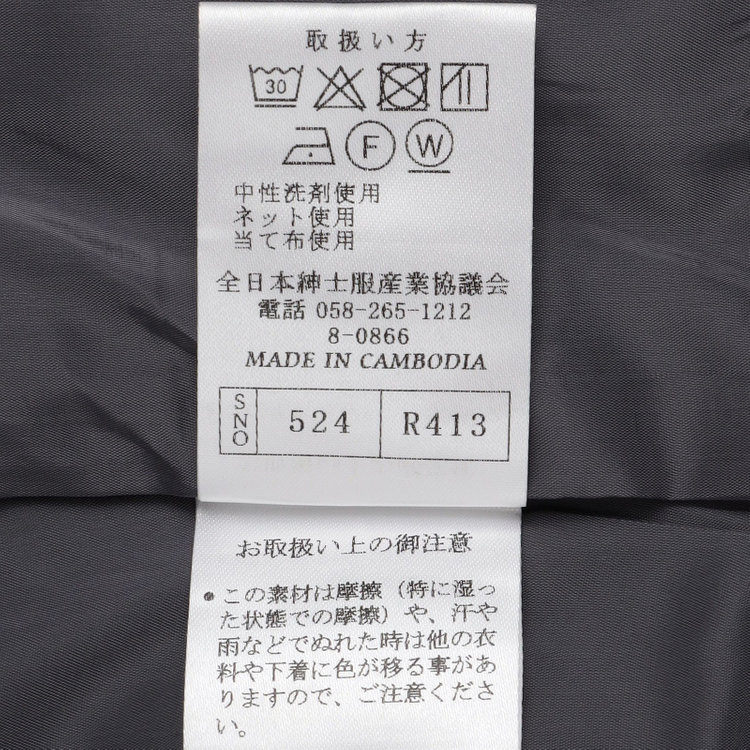 取扱い方
30
F W
中性洗剤使用
ネット使用
当て布使用
全日本紳士服産業協議会
電話 058-265-1212
8-0866
MADE IN CAMBODIA
SNO 524 R413
お取扱い上の御注意
●この素材は摩擦（特に湿っ
た状態での摩擦）や、汗や
雨などでぬれた時は他の衣
料や下着に色が移る事があ
りますので、ご注意くださ
い。